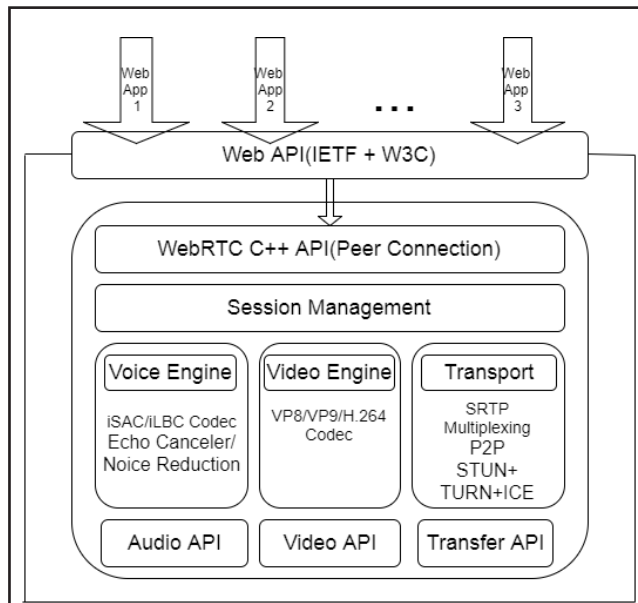 Web
App
1
Web
App
2
...
Web
App
3
Web API(IETF + W3C)
WebRTC C++ API(Peer Connection)
Session Management
Voice Engine
iSAC/iLBC Codec
Echo Canceler/
Noice Reduction
Video Engine
VP8/VP9/H.264
Codec
Transport
SRTP
Multiplexing
P2P
STUN+
TURN+ICE
Audio API
Video API
Transfer API